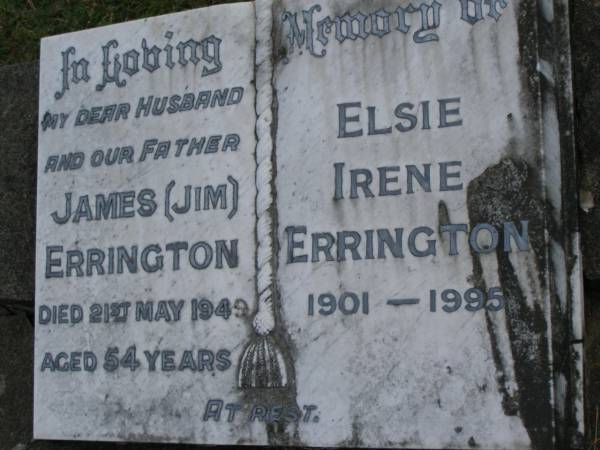 In Loving
MY DEAR HUSBAND
AND OUR FATHER
JAMES (JIM)
ERRINGTON
DIED 21ST MAY 1949
AGED 54 YEARS
Memory of
ELSIE
IRENE
ERRINGTON
1901 — 1995
AT REST.